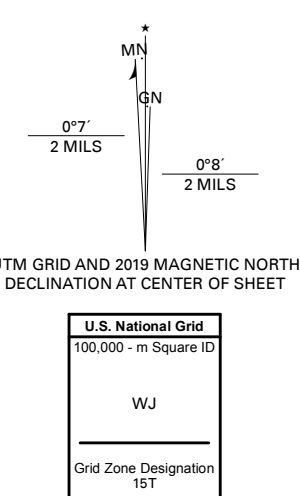 ★
MN
GN
0°7´
2 MILS
0°8´
2 MILS
UTM GRID AND 2019 MAGNETIC NORTH
DECLINATION AT CENTER OF SHEET
U.S. National Grid
100,000 - m Square ID
WJ
Grid Zone Designation
15T